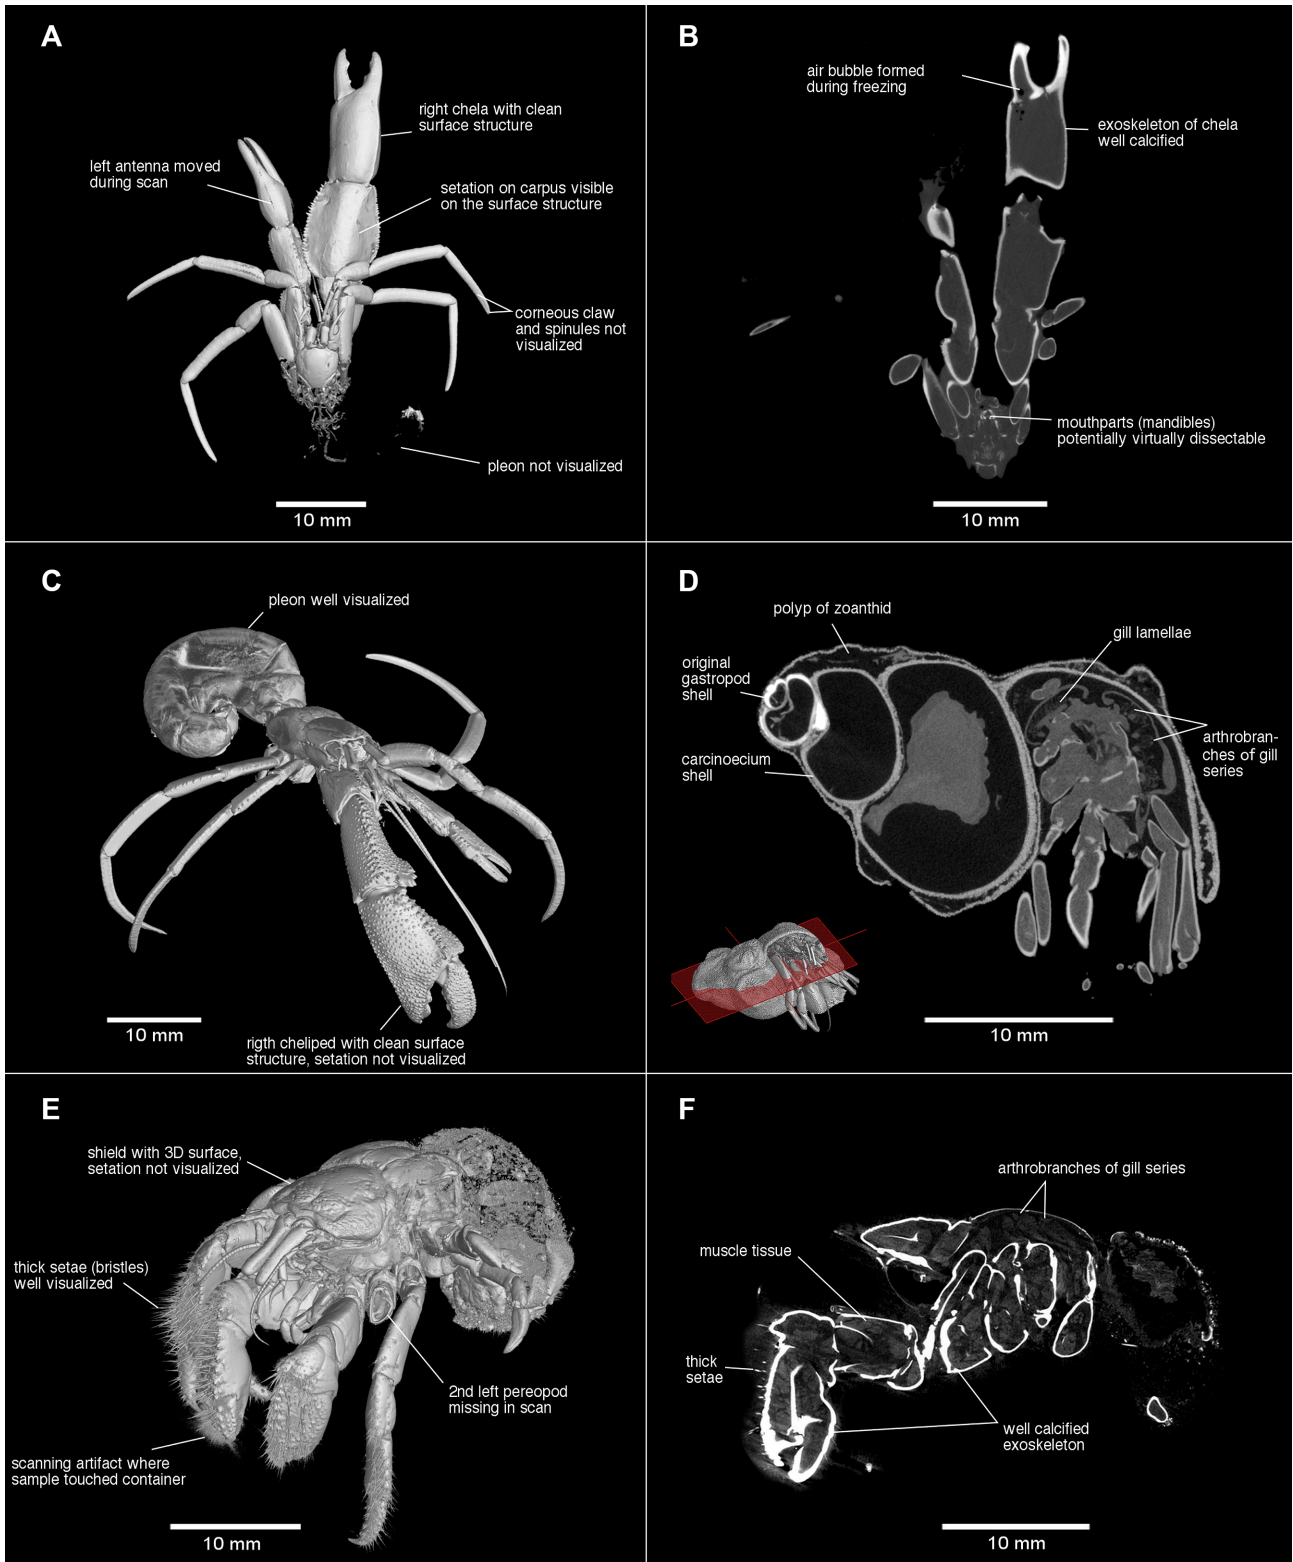 A
right chela with clean
surface structure
left antenna moved
during scan
setation on carpus visible
on the surface structure
corneous claw
and spinules not
visualized
pleon not visualized
10 mm
B
air bubble formed
during freezing
exoskeleton of chela
well calcified
mouthparts (mandibles)
potentially virtually dissectable
10 mm
C
pleon well visualized
10 mm
rigth cheliped with clean surface
structure, setation not visualized
D
polyp of zoanthid
gill lamellae
original
gastropod
shell
arthrobran-
ches of gill
series
carcinoecium
shell
10 mm
E
shield with 3D surface,
setation not visualized
thick setae (bristles)
well visualized
2nd left pereopod
missing in scan
scanning artifact where
sample touched container
10 mm
F
arthrobranches of gill series
muscle tissue
thick
setae
well calcified
exoskeleton
10 mm